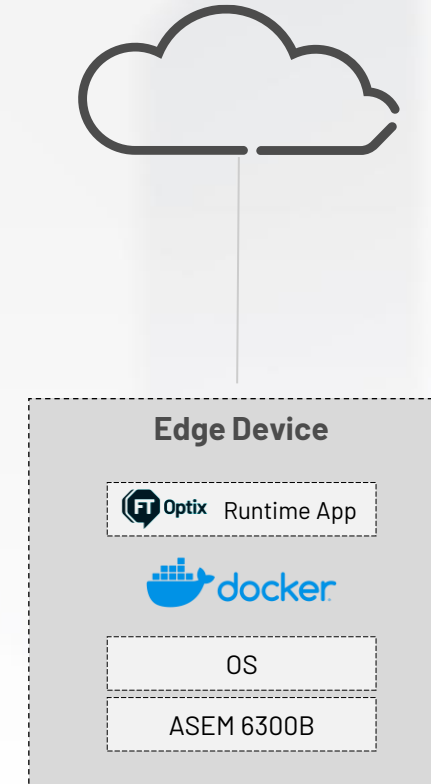 Edge Device
FT Optix Runtime App
docker
OS
ASEM 6300B